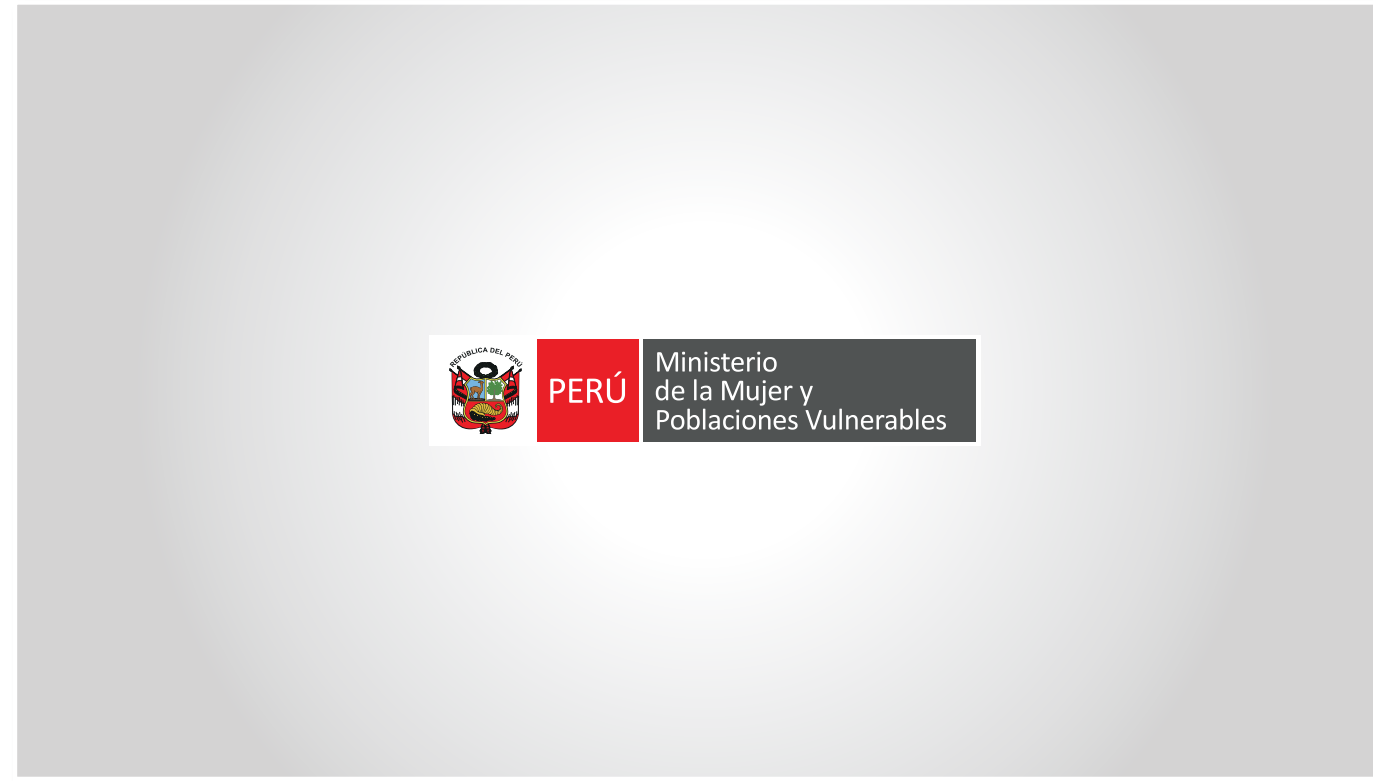 REPÚBLICA DEL PERÚ
PERÚ
Ministerio
de la Mujer y
Poblaciones Vulnerables